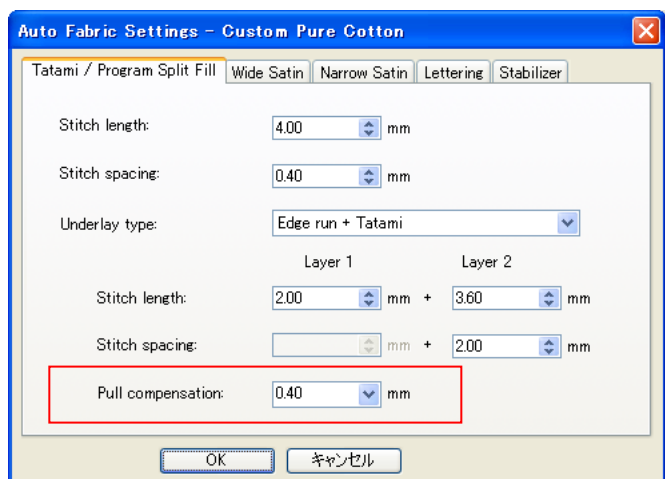 Auto Fabric Settings - Custom Pure Cotton
Tatami / Program Split Fill Wide Satin Narrow Satin Lettering Stabilizer
Stitch length: 4.00 mm
Stitch spacing: 0.40 mm
Underlay type: Edge run + Tatami
Layer 1 Layer 2
Stitch length: 2.00 mm + 3.60 mm
Stitch spacing: mm + 2.00 mm
Pull compensation: 0.40 mm
OK キャンセル